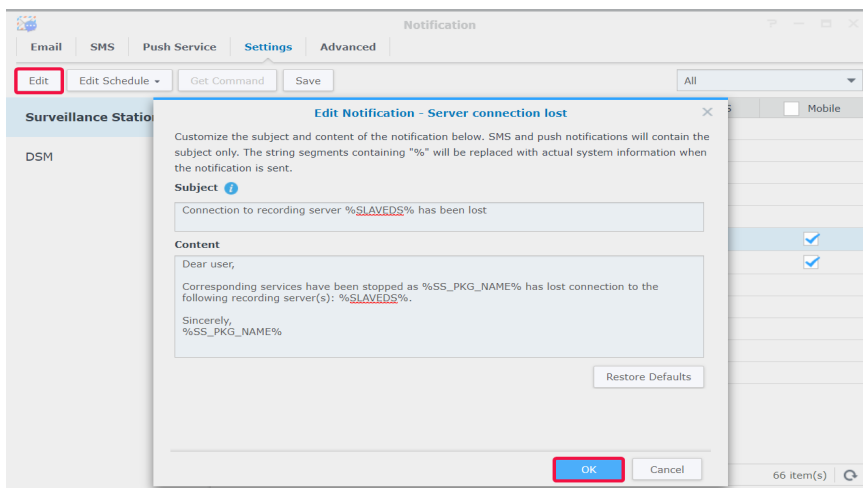 Notification
Email SMS Push Service Settings Advanced
Edit Edit Schedule Get Command Save All
Surveillance Statio
Mobile
DSM
Edit Notification - Server connection lost
Customize the subject and content of the notification below. SMS and push notifications will contain the
subject only. The string segments containing "%" will be replaced with actual system information when
the notification is sent.
Subject
Connection to recording server %SLAVEDS% has been lost
Content
Dear user,
Corresponding services have been stopped as %SS_PKG_NAME% has lost connection to the
following recording server(s): %SLAVEDS%.
Sincerely,
%SS_PKG_NAME%
Restore Defaults
OK Cancel
66 item(s)